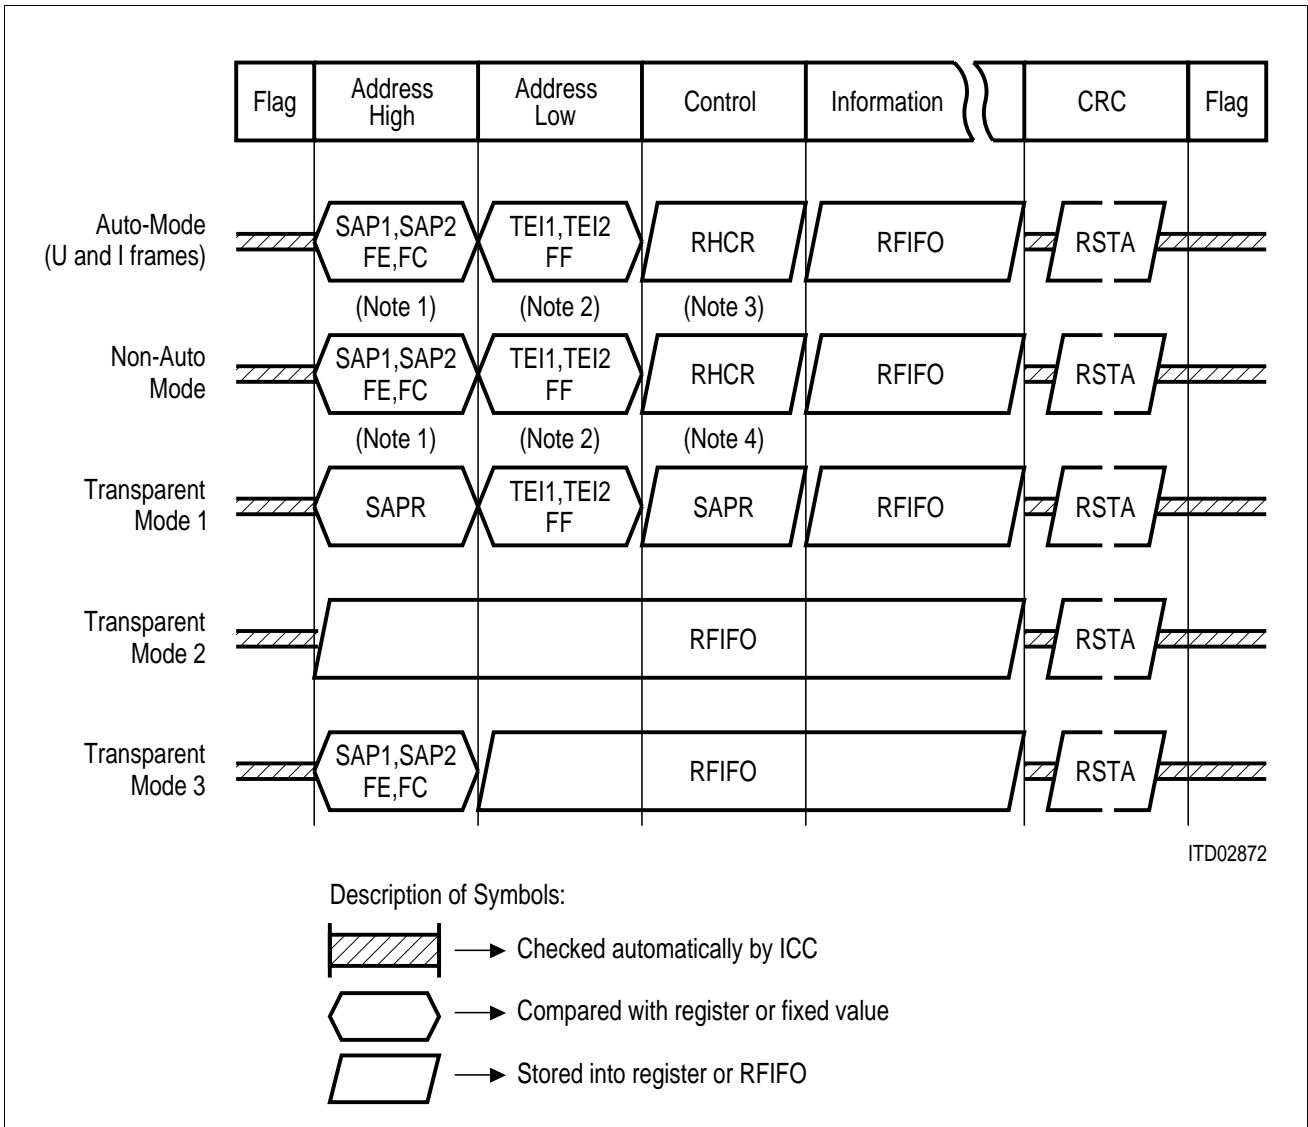 Flag
Address
High
Address
Low
Control
Information
CRC
Flag
Auto-Mode
(U and I frames)
SAP1,SAP2
FE,FC
TEI1,TEI2
FF
RHCR
RFIFO
RSTA
(Note 1)
(Note 2)
(Note 3)
Non-Auto
Mode
SAP1,SAP2
FE,FC
TEI1,TEI2
FF
RHCR
RFIFO
RSTA
(Note 1)
(Note 2)
(Note 4)
Transparent
Mode 1
SAPR
TEI1,TEI2
FF
SAPR
RFIFO
RSTA
Transparent
Mode 2
RFIFO
RSTA
Transparent
Mode 3
SAP1,SAP2
FE,FC
RFIFO
RSTA
ITD02872
Description of Symbols:
Checked automatically by ICC
Compared with register or fixed value
Stored into register or RFIFO